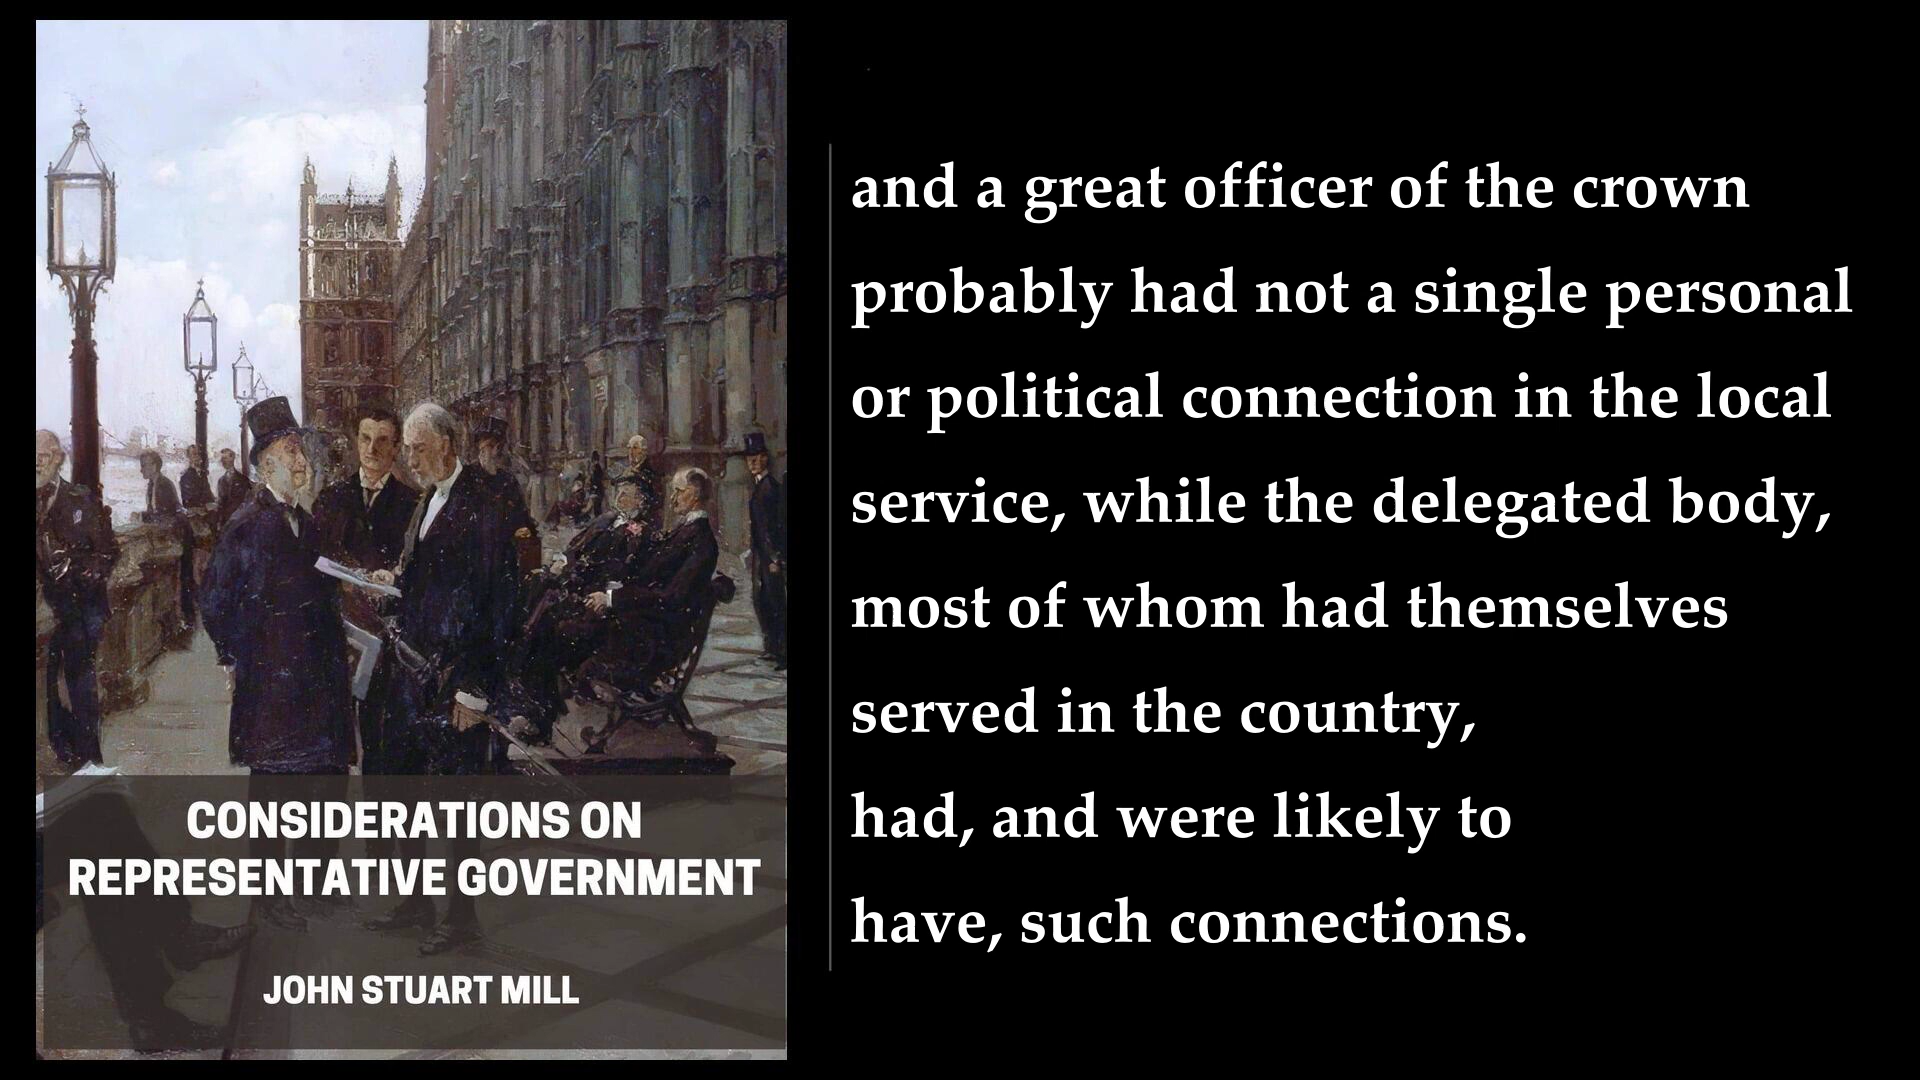 CONSIDERATIONS ON
REPRESENTATIVE GOVERNMENT
JOHN STUART MILL
and a great officer of the crown
probably had not a single personal
or political connection in the local
service, while the delegated body,
most of whom had themselves
served in the country,
had, and were likely to
have, such connections.